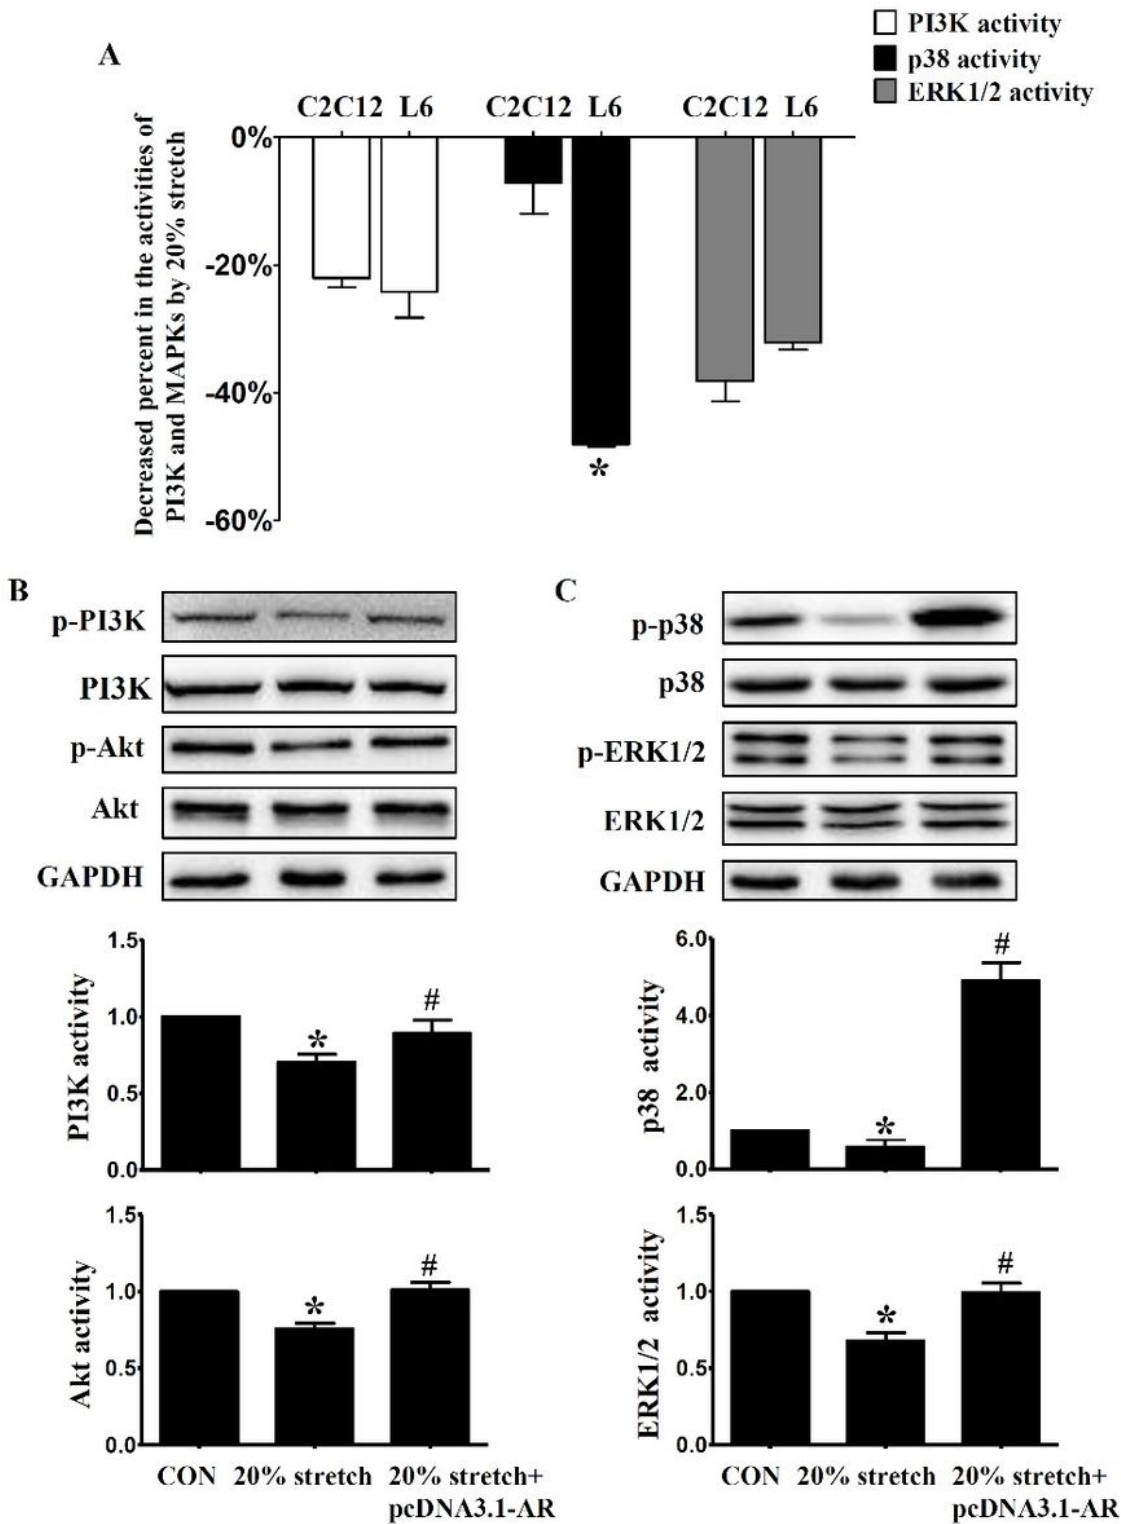 A
PI3K activity
p38 activity
ERK1/2 activity
C2C12 L6 C2C12 L6 C2C12 L6
Decreased percent in the activities of
PI3K and MAPKs by 20% stretch
0%
-20%
-40%
-60%
*
B
p-PI3K
PI3K
p-Akt
Akt
GAPDH
PI3K activity
1.5
1.0
0.5
0.0
*
#
Akt activity
1.5
1.0
0.5
0.0
*
#
CON 20% stretch 20% stretch+
pcDNA3.1-AR
C
p-p38
p38
p-ERK1/2
ERK1/2
GAPDH
p38 activity
6.0
4.0
2.0
0.0
*
#
ERK1/2 activity
1.5
1.0
0.5
0.0
*
#
CON 20% stretch 20% stretch+
pcDNA3.1-AR